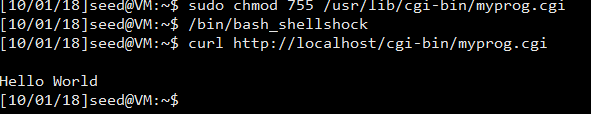 [10/01/18]seed@VM:~$ sudo chmod 755 /usr/lib/cgi-bin/myprog.cgi
[10/01/18]seed@VM:~$ /bin/bash_shellshock
[10/01/18]seed@VM:~$ curl http://localhost/cgi-bin/myprog.cgi
Hello World
[10/01/18]seed@VM:~$